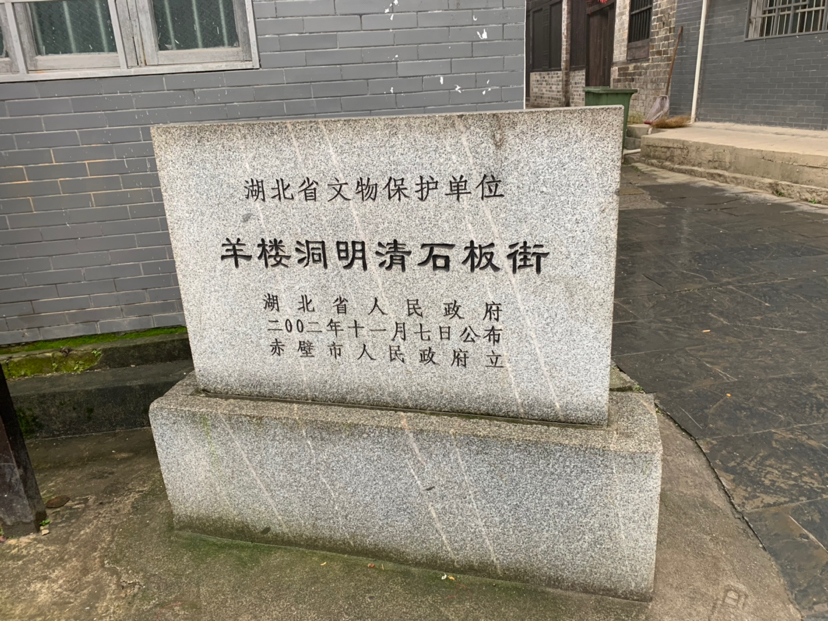 湖北省文物保护单位
羊楼洞明清石板街
湖北省人民政府
二00二年十一月七日公布
赤壁市人民政府立